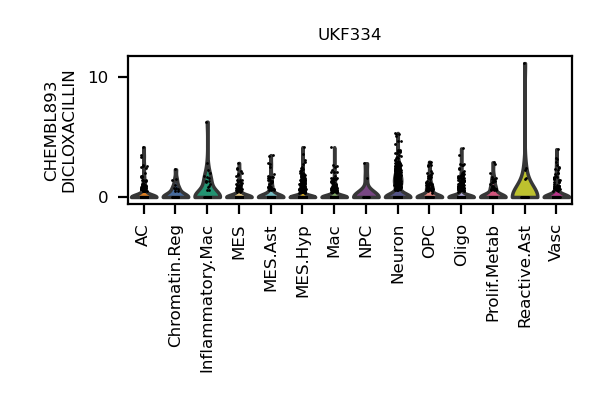 UKF334
CHEMBL893
DICLOXACILLIN
10
0
AC
Chromatin.Reg
Inflammatory.Mac
MES
MES.Ast
MES.Hyp
Mac
NPC
Neuron
OPC
Oligo
Prolif.Metab
Reactive.Ast
Vasc